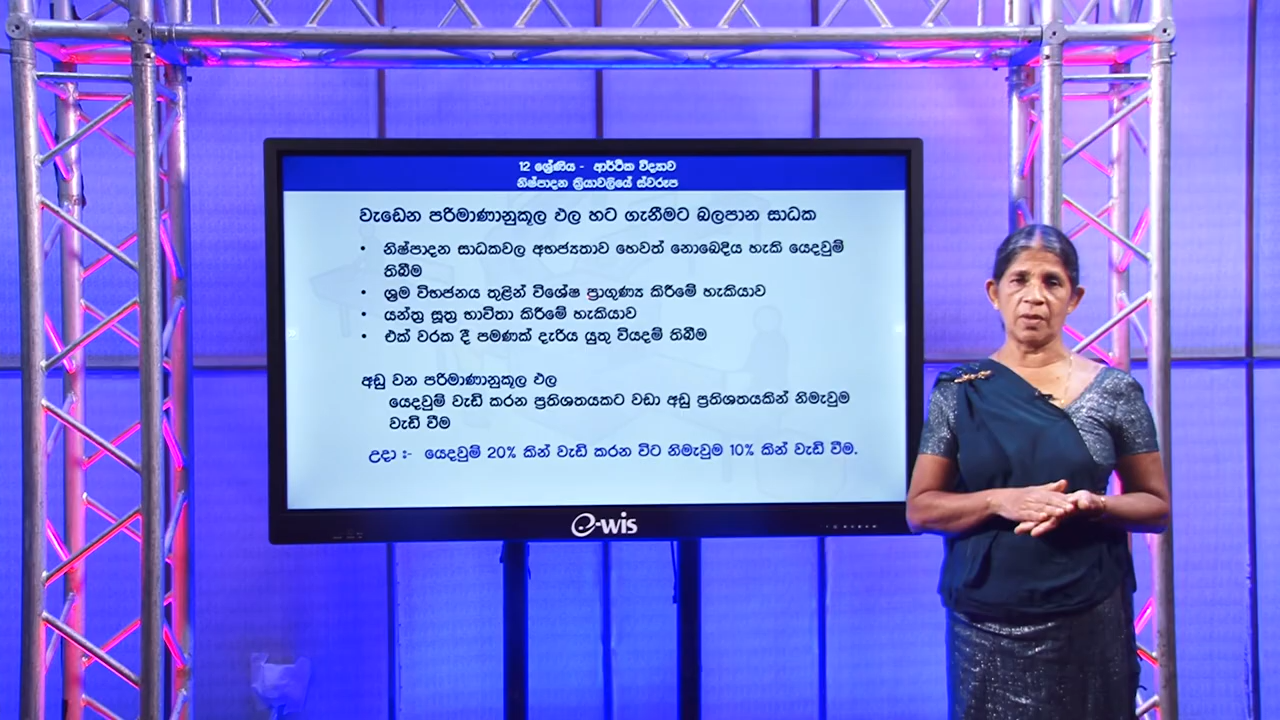 12 ශ්‍රේණිය - ආර්ථික විද්‍යාව
නිෂ්පාදන ක්‍රියාවලියේ ස්වරූප
වැඩෙන පරිමාණානුකූල ඵල හට ගැනීමට බලපාන සාධක
• නිෂ්පාදන සාධකවල අභජ්‍යතාව හෙවත් නොබෙදිය හැකි යෙදවුම්
තිබීම
• ශ්‍රම විභජනය තුළින් විශේෂ ප්‍රාගුණ්‍ය කිරීමේ හැකියාව
• යන්ත්‍ර සූත්‍ර භාවිතා කිරීමේ හැකියාව
• එක් වරක දී පමණක් දැරිය යුතු වියදම් තිබීම
අඩු වන පරිමාණානුකූල ඵල
යෙදවුම් වැඩි කරන ප්‍රතිශතයකට වඩා අඩු ප්‍රතිශතයකින් නිමැවුම
වැඩි වීම
උදා :- යෙදවුම් 20% කින් වැඩි කරන විට නිමැවුම 10% කින් වැඩි වීම.
e-wis